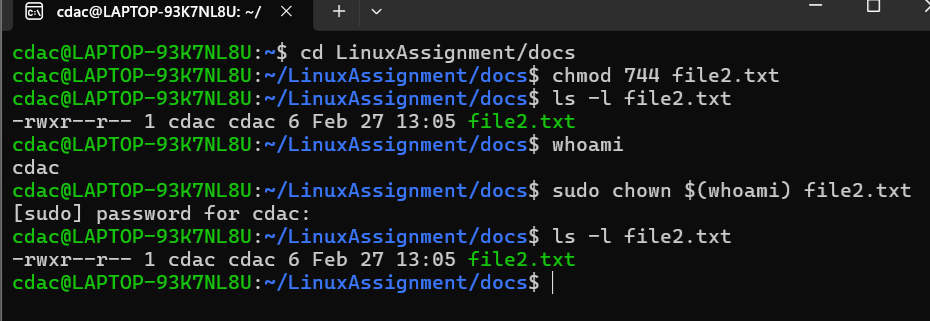 cdac@LAPTOP-93K7NL8U: ~/
cdac@LAPTOP-93K7NL8U:~$ cd LinuxAssignment/docs
cdac@LAPTOP-93K7NL8U:~/LinuxAssignment/docs$ chmod 744 file2.txt
cdac@LAPTOP-93K7NL8U:~/LinuxAssignment/docs$ ls -l file2.txt
-rwxr--r-- 1 cdac cdac 6 Feb 27 13:05 file2.txt
cdac@LAPTOP-93K7NL8U:~/LinuxAssignment/docs$ whoami
cdac
cdac@LAPTOP-93K7NL8U:~/LinuxAssignment/docs$ sudo chown $(whoami) file2.txt
[sudo] password for cdac:
cdac@LAPTOP-93K7NL8U:~/LinuxAssignment/docs$ ls -l file2.txt
-rwxr--r-- 1 cdac cdac 6 Feb 27 13:05 file2.txt
cdac@LAPTOP-93K7NL8U:~/LinuxAssignment/docs$